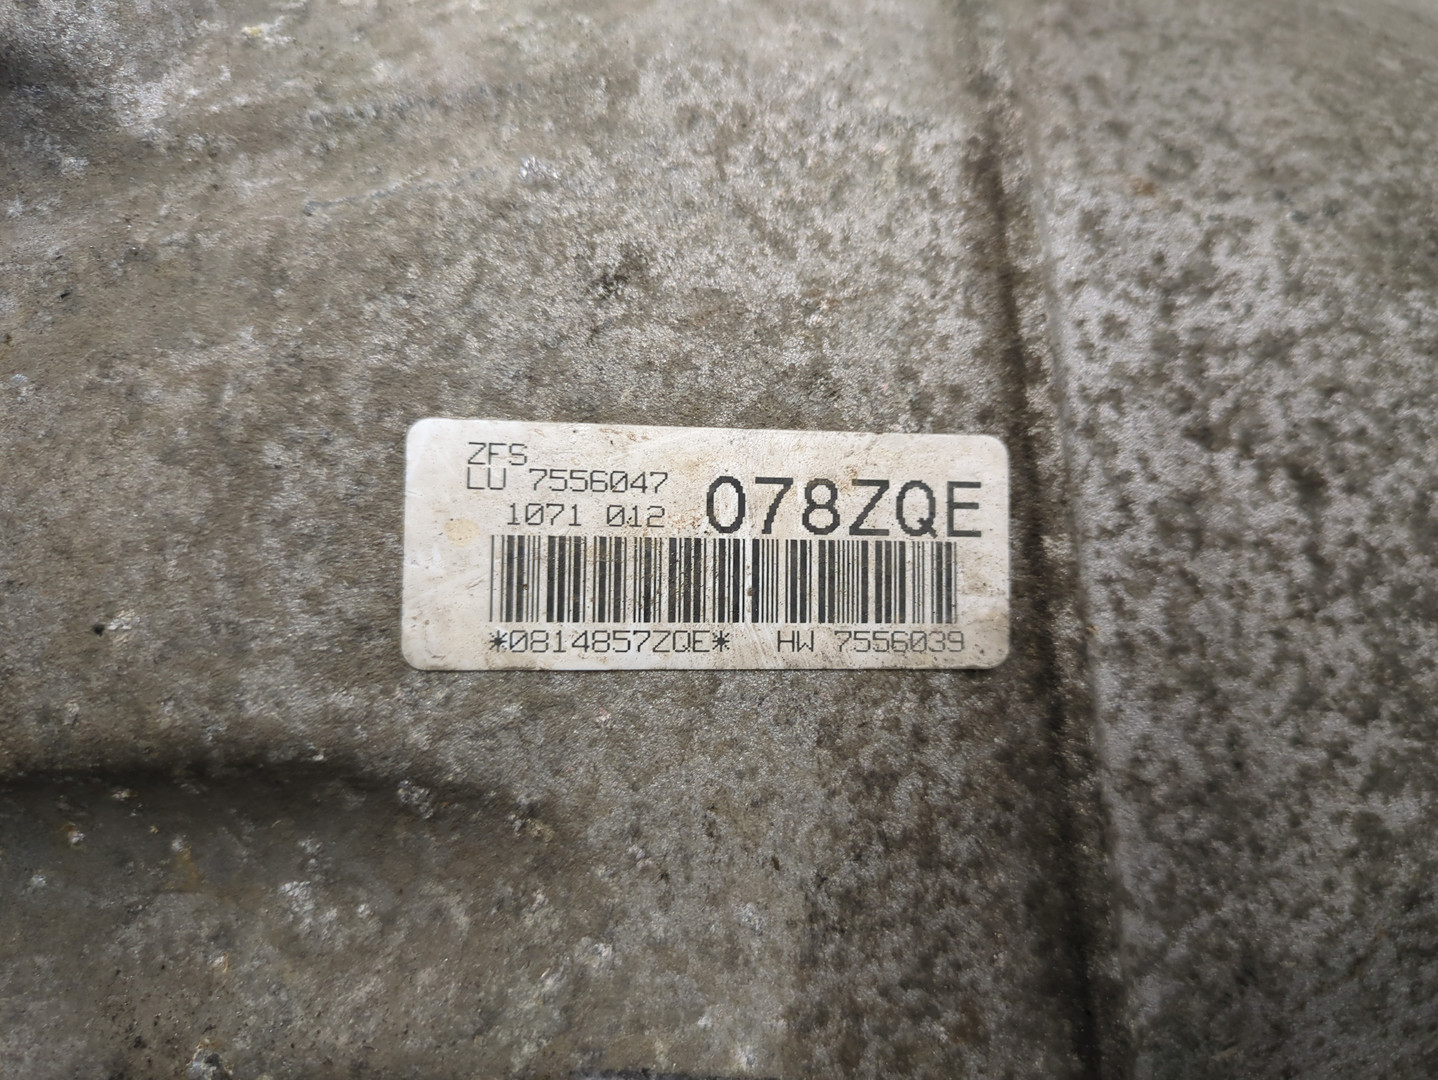 ZFS
LU 7556047
1071 012 078ZQE
*0814857ZQE* HW 7556039